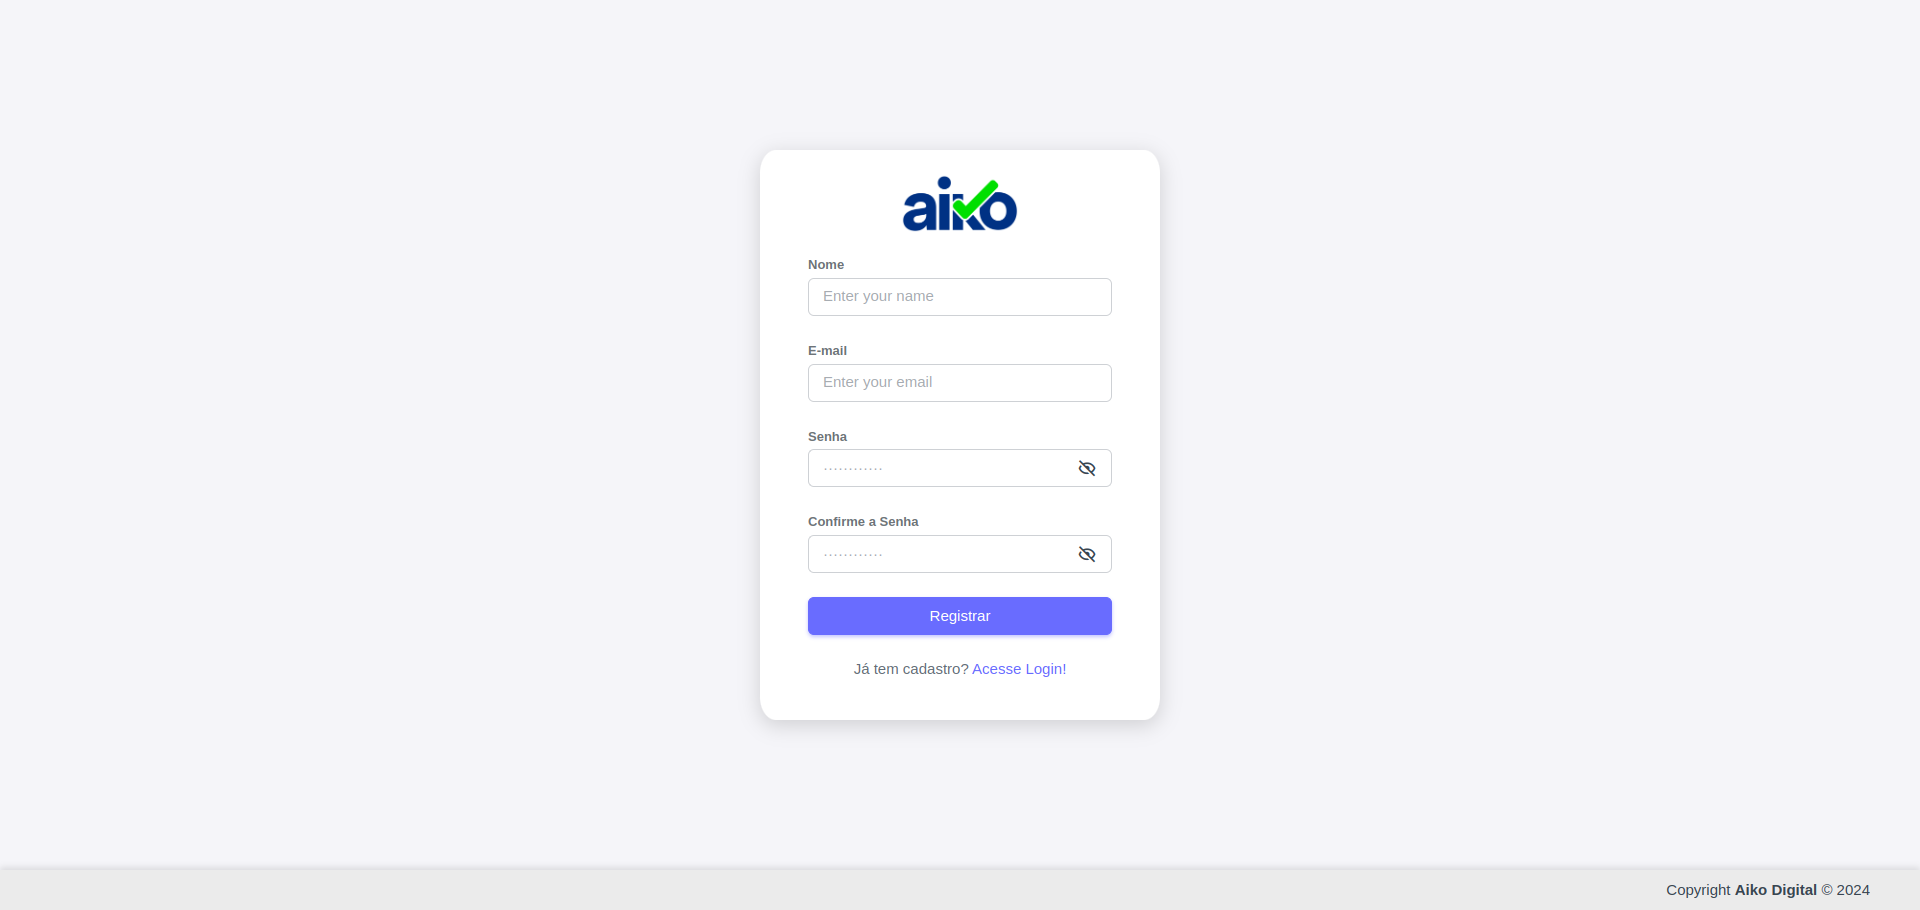 aiko
Nome
Enter your name
E-mail
Enter your email
Senha
············
Confirme a Senha
············
Registrar
Já tem cadastro? Acesse Login!
Copyright Aiko Digital © 2024